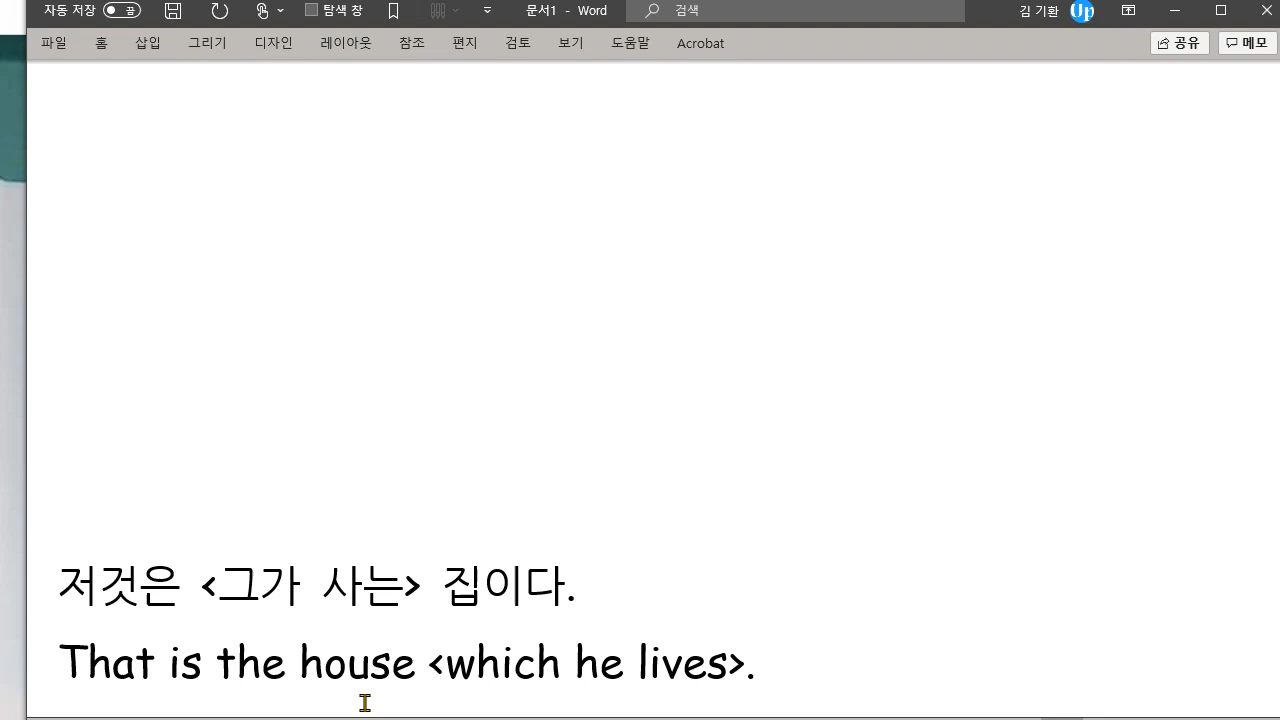 자동 저장 끔 탐색 창 문서1 - Word 검색 김 기환 Up
파일 홈 삽입 그리기 디자인 레이아웃 참조 편지 검토 보기 도움말 Acrobat 공유 메모
저것은 <그가 사는> 집이다.
That is the house <which he lives>.